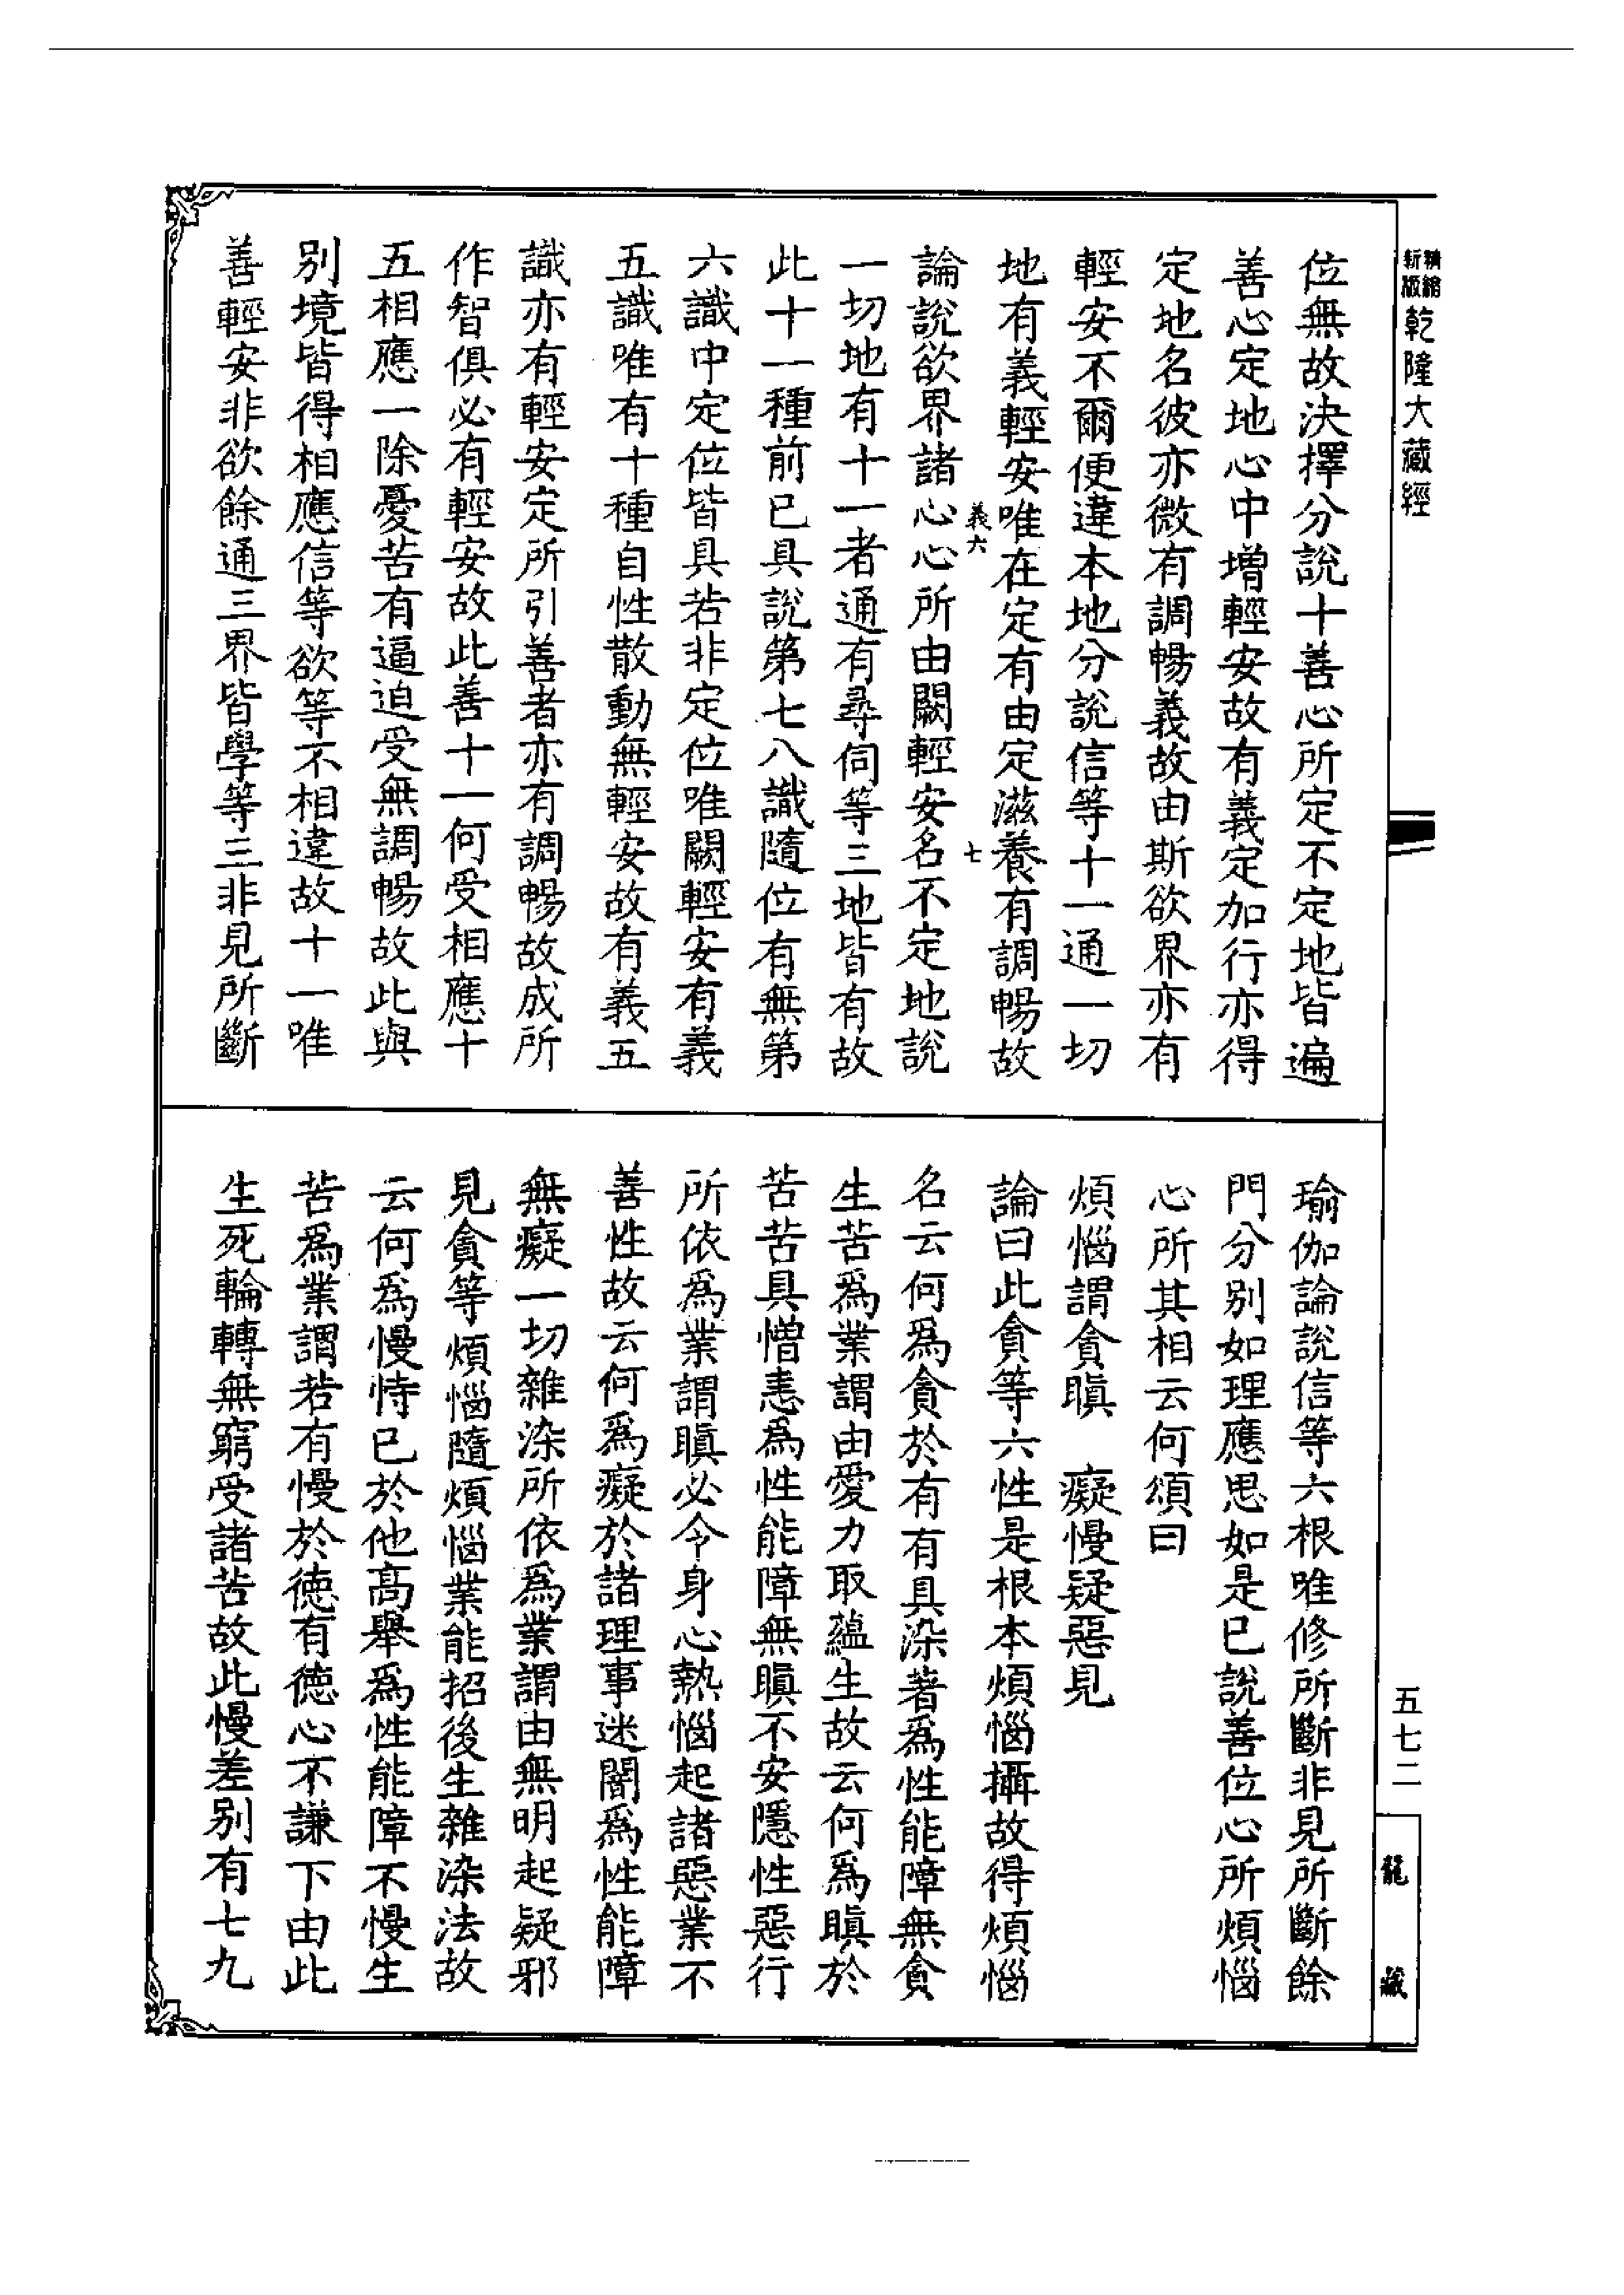 精縮新版乾隆大藏經
位無故決擇分說十善心所定不定地皆遍
善心定地心中增輕安故有義定加行亦得
定地名彼亦微有調暢義故由斯欲界亦有
輕安不爾便違本地分說信等十一通一切
地有義輕安唯在定有由定滋養有調暢故
義六 七
論說欲界諸心心所由闕輕安名不定地說
一切地有十一者通有尋伺等三地皆有故
此十一種前已具說第七八識隨位有無第
六識中定位皆具若非定位唯闕輕安有義
五識唯有十種自性散動無輕安故有義五
識亦有輕安定所引善者亦有調暢故成所
作智俱必有輕安故此善十一何受相應十
五相應一除憂苦有逼迫受無調暢故此與
別境皆得相應信等欲等不相違故十一唯
善輕安非欲餘通三界皆學等三非見所斷
瑜伽論說信等六根唯修所斷非見所斷餘
門分別如理應思如是已說善位心所煩惱
心所其相云何頌曰
煩惱謂貪瞋 癡慢疑惡見
論曰此貪等六性是根本煩惱攝故得煩惱
名云何為貪於有有具染著為性能障無貪
生苦為業謂由愛力取蘊生故云何為瞋於
苦苦具憎恚為性能障無瞋不安隱性惡行
所依為業謂瞋必令身心熱惱起諸惡業不
善性故云何為癡於諸理事迷闇為性能障
無癡一切雜染所依為業謂由無明起疑邪
見貪等煩惱隨煩惱業能招後生雜染法故
云何為慢恃已於他高舉為性能障不慢生
苦為業謂若有慢於德有德心不謙下由此
生死輪轉無窮受諸苦故此慢差別有七九
五七二
龍藏